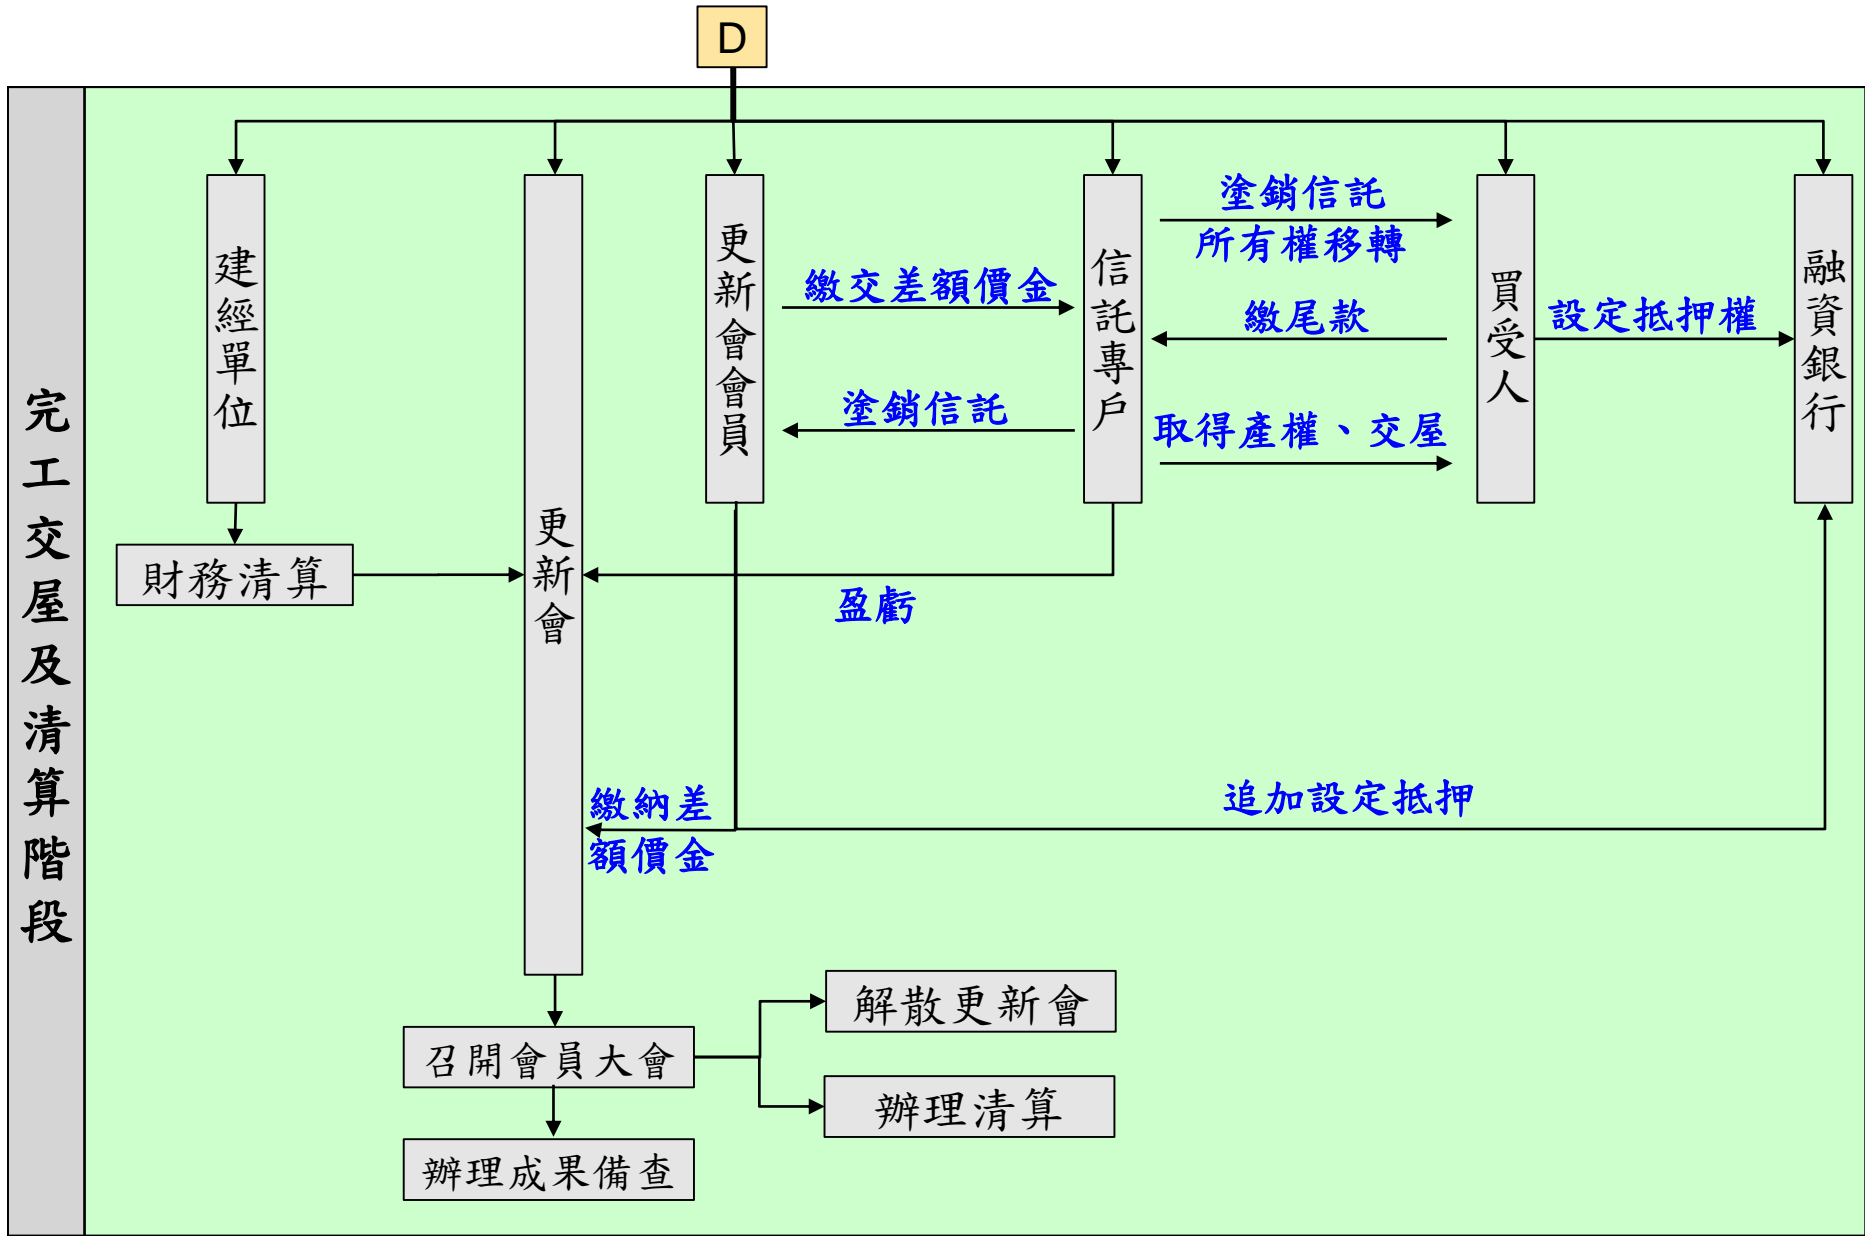 D
完工交屋及清算階段
建經單位
更新會
更新會會員
信託專戶
買受人
融資銀行
塗銷信託
所有權移轉
繳交差額價金
繳尾款
設定抵押權
塗銷信託
取得產權、交屋
財務清算
盈虧
繳納差
額價金
追加設定抵押
召開會員大會
解散更新會
辦理清算
辦理成果備查